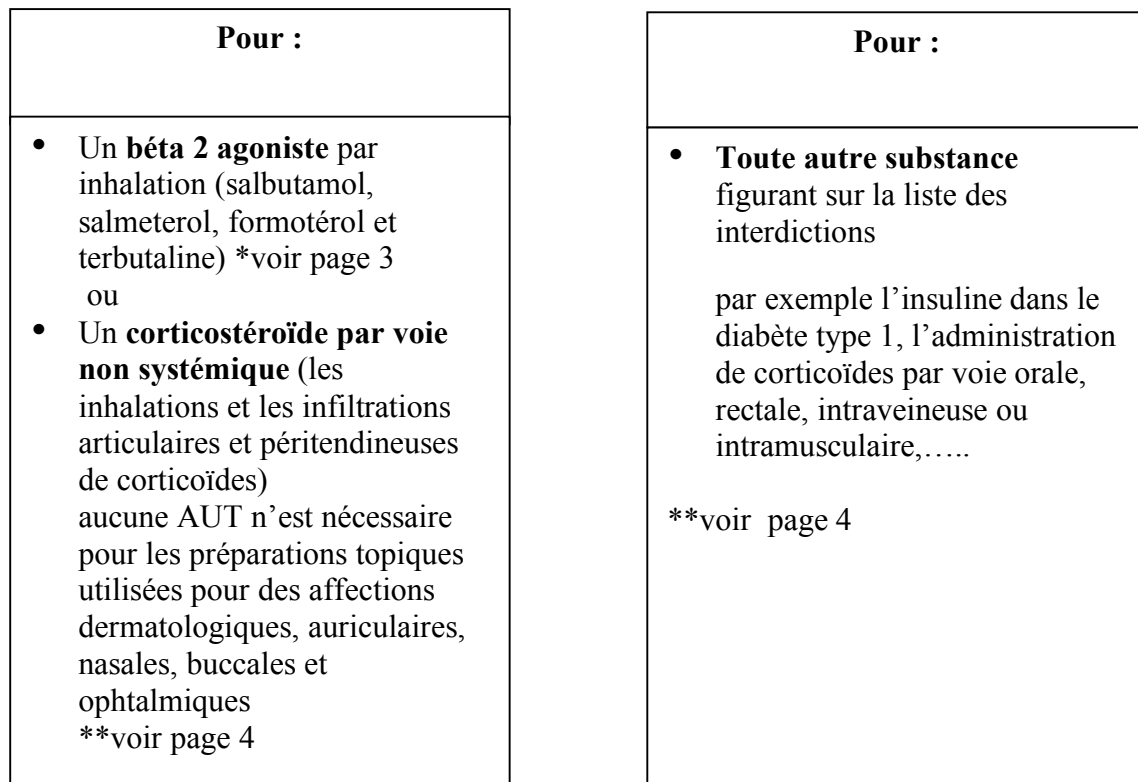 Pour :
• Un béta 2 agoniste par
inhalation (salbutamol,
salmeterol, formotérol et
terbutaline) *voir page 3
ou
• Un corticostéroïde par voie
non systémique (les
inhalations et les infiltrations
articulaires et péritendineuses
de corticoïdes)
aucune AUT n’est nécessaire
pour les préparations topiques
utilisées pour des affections
dermatologiques, auriculaires,
nasales, buccales et
ophtalmiques
**voir page 4
Pour :
• Toute autre substance
figurant sur la liste des
interdictions
par exemple l’insuline dans le
diabète type 1, l’administration
de corticoïdes par voie orale,
rectale, intraveineuse ou
intramusculaire,…..
**voir page 4